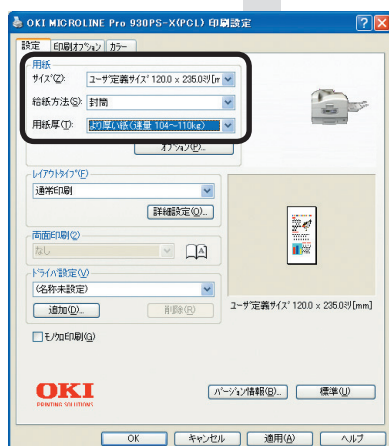 OKI MICROLINE Pro 930PS-X(PCL) 印刷設定
設定 印刷オプション カラー
用紙
サイズ(Z): ユーザ定義サイズ 120.0 x 235.0ミリ[m
給紙方法(S): 封筒
用紙厚(T): より厚い紙(連量 104～110kg)
オプション(P)...
レイアウトタイプ(E)
通常印刷
詳細設定(O)...
両面印刷(2)
なし
ドライバ設定(V)
(名称未設定)
追加(D)... 削除(R)
ユーザ定義サイズ 120.0 x 235.0ミリ[mm]
モノクロ印刷(G)
OKI
PRINTING SOLUTIONS
バージョン情報(B)... 標準(U)
OK キャンセル 適用(A) ヘルプ